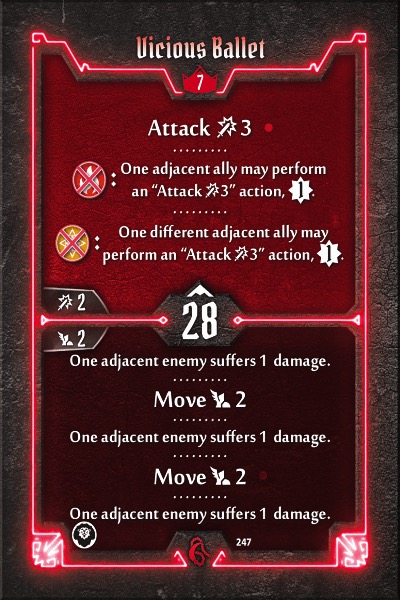 Vicious Ballet
7
Attack 3
: One adjacent ally may perform
an “Attack 3” action, 1.
: One different adjacent ally may
perform an “Attack 3” action, 1.
2
28
2
One adjacent enemy suffers 1 damage.
Move 2
One adjacent enemy suffers 1 damage.
Move 2
One adjacent enemy suffers 1 damage.
247